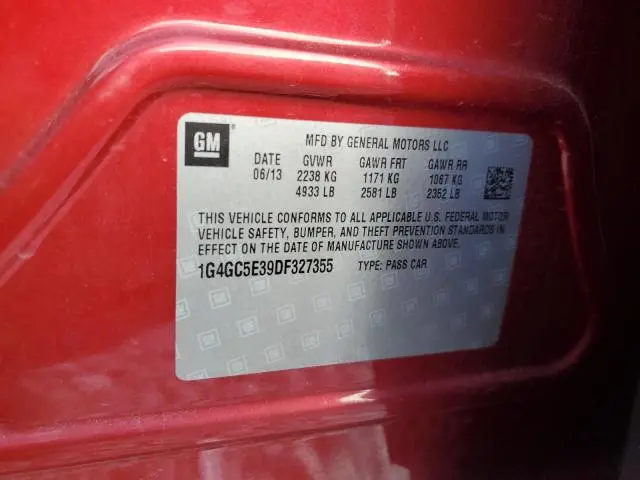 GM
MFD BY GENERAL MOTORS LLC
DATE GVWR GAWR FRT GAWR RR
06/13 2238 KG 1171 KG 1067 KG
4933 LB 2581 LB 2352 LB
THIS VEHICLE CONFORMS TO ALL APPLICABLE U.S. FEDERAL MOTOR
VEHICLE SAFETY, BUMPER, AND THEFT PREVENTION STANDARDS IN
EFFECT ON THE DATE OF MANUFACTURE SHOWN ABOVE.
1G4GC5E39DF327355 TYPE: PASS CAR